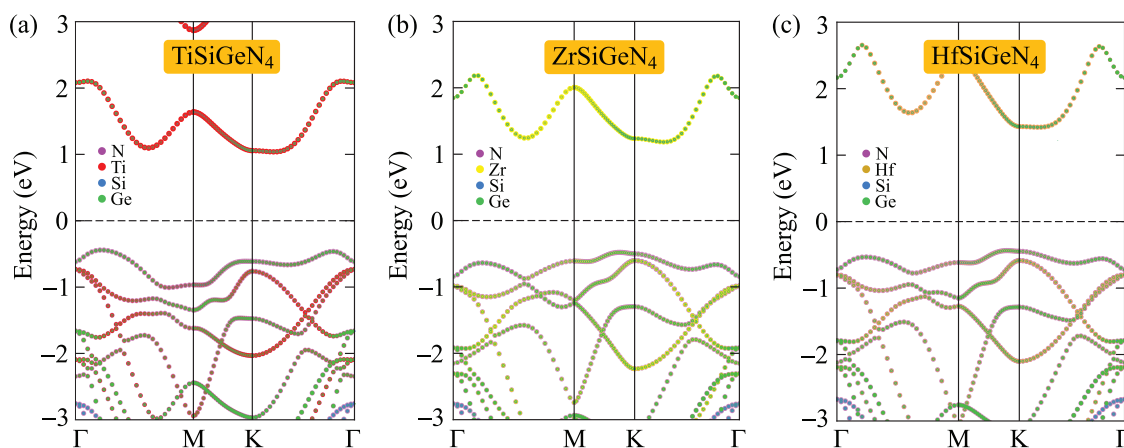 (a)
TiSiGeN₄
Energy (eV)
3
2
1
0
−1
−2
−3
N
Ti
Si
Ge
Γ M K Γ
(b)
ZrSiGeN₄
Energy (eV)
3
2
1
0
−1
−2
−3
N
Zr
Si
Ge
Γ M K Γ
(c)
HfSiGeN₄
Energy (eV)
3
2
1
0
−1
−2
−3
N
Hf
Si
Ge
Γ M K Γ